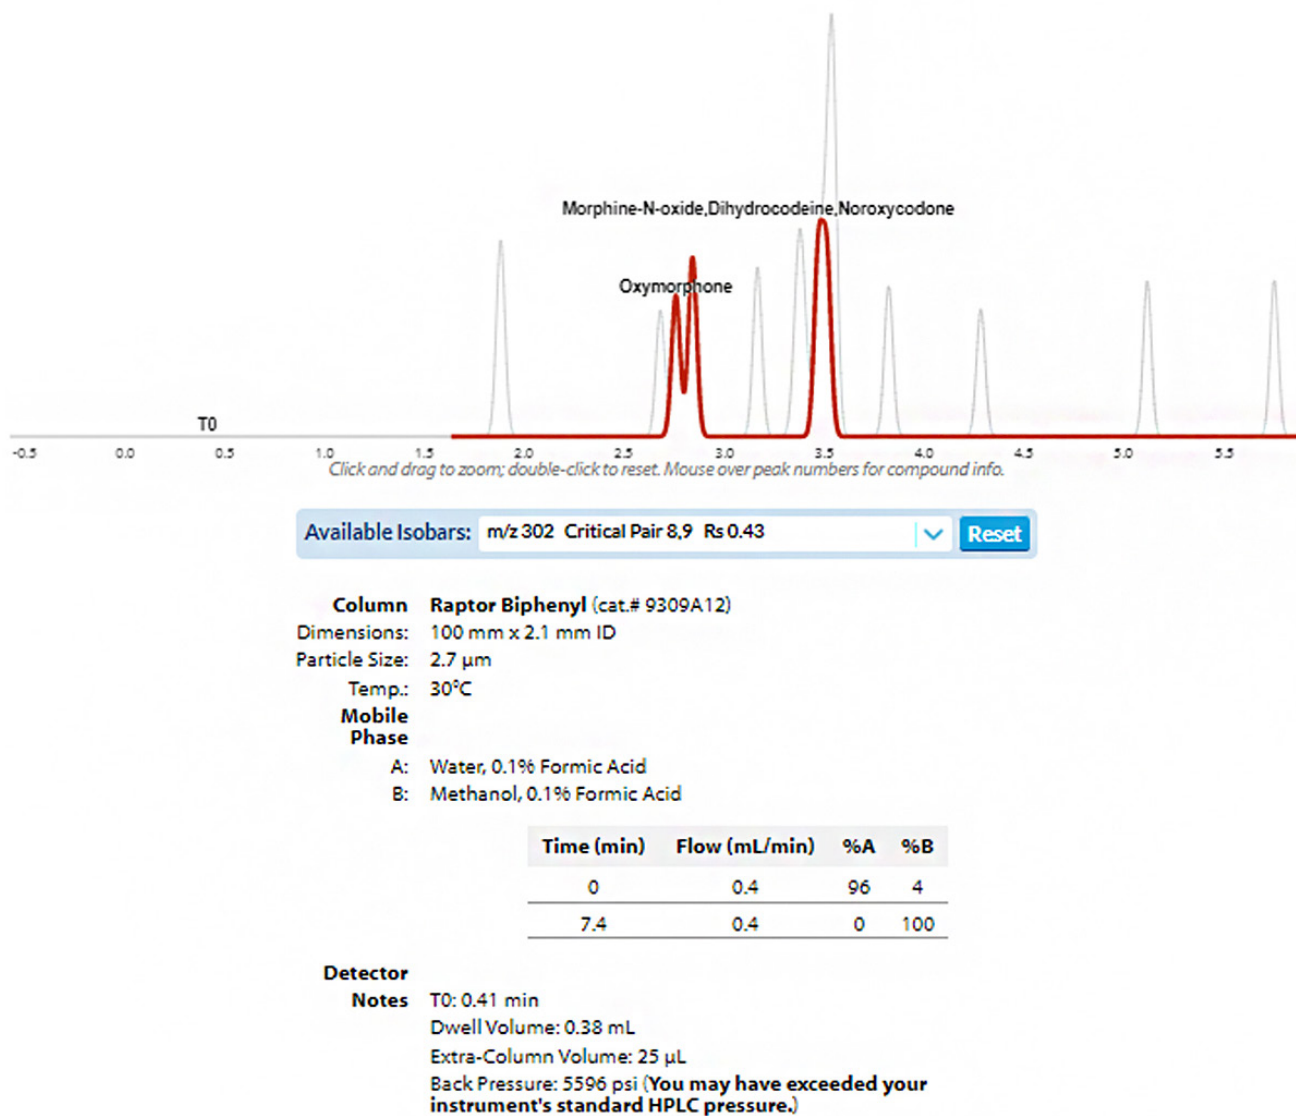 Morphine-N-oxide,Dihydrocodeine,Noroxycodone
Oxymorphone
T0
-0.5 0.0 0.5 1.0 1.5 2.0 2.5 3.0 3.5 4.0 4.5 5.0 5.5
Click and drag to zoom; double-click to reset. Mouse over peak numbers for compound info.
Available Isobars: m/z 302 Critical Pair 8,9 Rs 0.43 Reset
Column Raptor Biphenyl (cat.# 9309A12)
Dimensions: 100 mm x 2.1 mm ID
Particle Size: 2.7 µm
Temp.: 30°C
Mobile
Phase
A: Water, 0.1% Formic Acid
B: Methanol, 0.1% Formic Acid
Time (min) Flow (mL/min) %A %B
0 0.4 96 4
7.4 0.4 0 100
Detector
Notes T0: 0.41 min
Dwell Volume: 0.38 mL
Extra-Column Volume: 25 µL
Back Pressure: 5596 psi (You may have exceeded your
instrument's standard HPLC pressure.)